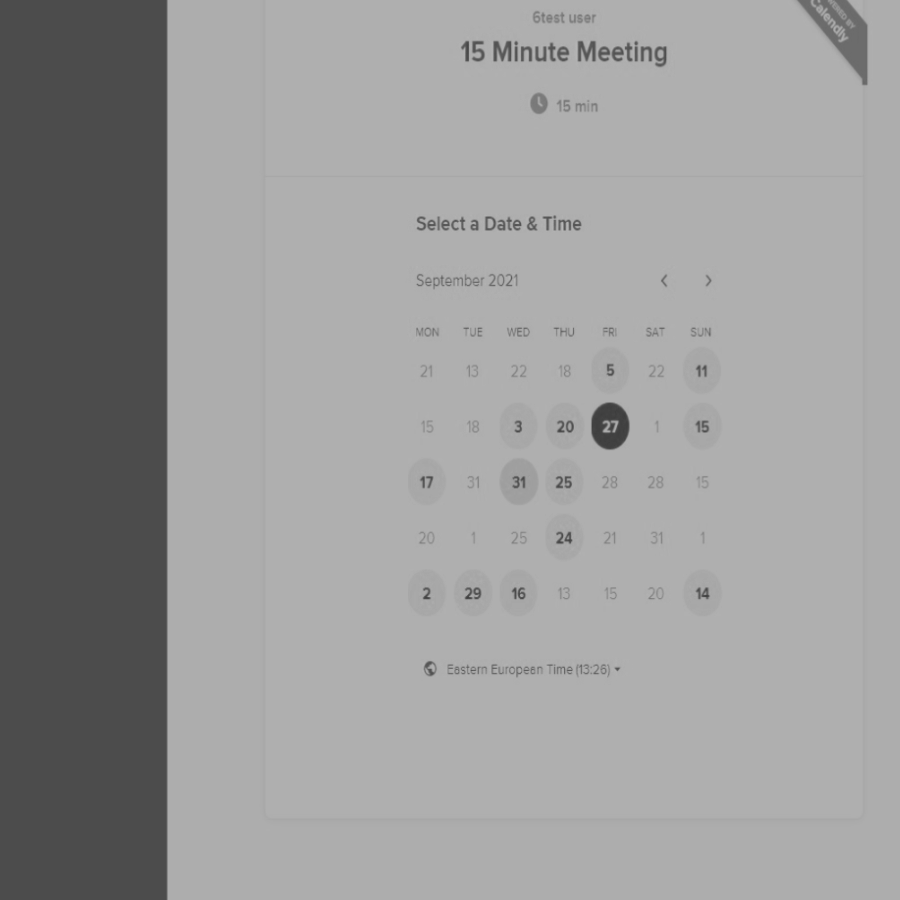 6test user
15 Minute Meeting
15 min
POWERED BY
Calendly
Select a Date & Time
September 2021
MON TUE WED THU FRI SAT SUN
21 13 22 18 5 22 11
15 18 3 20 27 1 15
17 31 31 25 28 28 15
20 1 25 24 21 31 1
2 29 16 13 15 20 14
Eastern European Time (13:26)